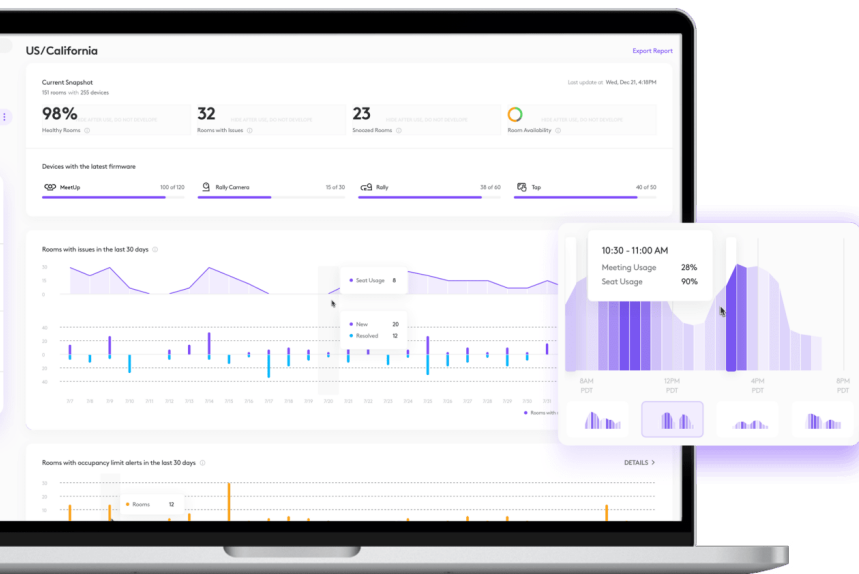 US/California
Export Report
Current Snapshot
Last update at Wed, Dec 21, 4:18PM
151 rooms with 255 devices
98%
32
23
Healthy Rooms
Rooms with Issues
Snoozed Rooms
Room Availability
Devices with the latest firmware
MeetUp 100 of 120
Rally Camera 15 of 30
Rally 38 of 60
Tap 40 of 50
Rooms with issues in the last 30 days
Seat Usage 8
New 20
Resolved 12
Rooms with
10:30 - 11:00 AM
Meeting Usage 28%
Seat Usage 90%
8AM PDT
12PM PDT
4PM PDT
8PM PDT
Rooms with occupancy limit alerts in the last 30 days
DETAILS >
Rooms 12